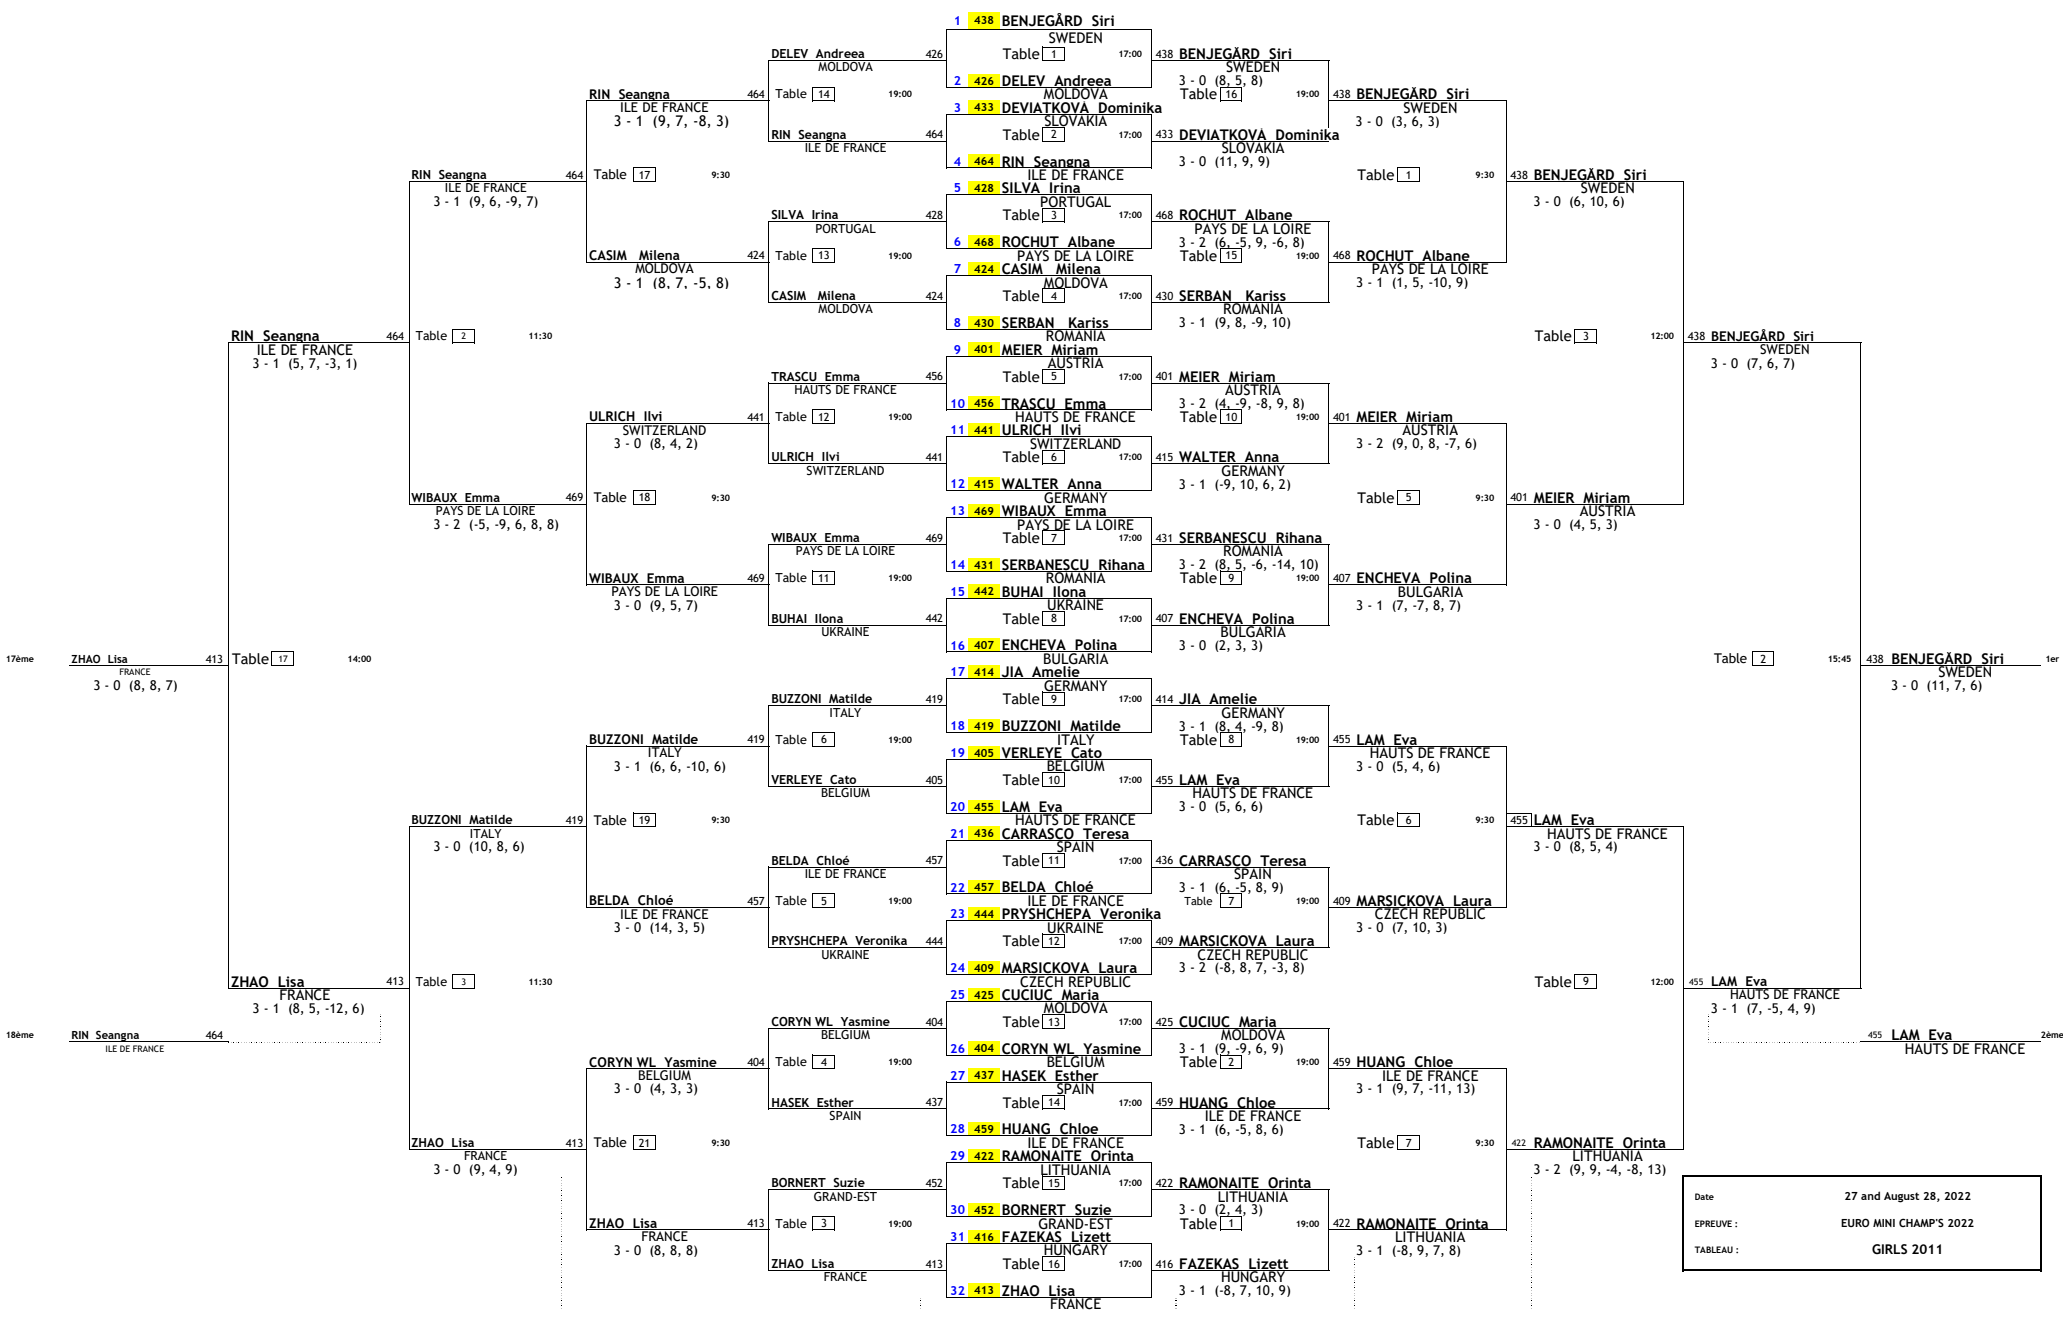 1 438 BENJEGÅRD Siri
SWEDEN
DELEV Andreea 426 Table 1 17:00 438 BENJEGÅRD Siri
MOLDOVA SWEDEN
2 426 DELEV Andreea 3 - 0 (8, 5, 8)
MOLDOVA
RIN Seangna 464 Table 14 19:00 Table 16 19:00 438 BENJEGÅRD Siri
ILE DE FRANCE 3 433 DEVIATKOVÁ Dominika SWEDEN
3 - 1 (9, 7, -8, 3) SLOVAKIA 3 - 0 (3, 6, 3)
RIN Seangna 464 Table 2 17:00 433 DEVIATKOVÁ Dominika
ILE DE FRANCE SLOVAKIA
4 464 RIN Seangna 3 - 0 (11, 9, 9)
ILE DE FRANCE
RIN Seangna 464 Table 17 9:30 Table 1 9:30 438 BENJEGÅRD Siri
ILE DE FRANCE 5 428 SILVA Irina SWEDEN
3 - 1 (9, 6, -9, 7) PORTUGAL 3 - 0 (6, 10, 6)
SILVA Irina 428 Table 3 17:00 468 ROCHUT Albane
PORTUGAL PAYS DE LA LOIRE
6 468 ROCHUT Albane 3 - 2 (6, -5, 9, -6, 8)
CASIM Milena 424 Table 13 19:00 PAYS DE LA LOIRE Table 15 19:00 468 ROCHUT Albane
MOLDOVA 7 424 CASIM Milena PAYS DE LA LOIRE
3 - 1 (8, 7, -5, 8) MOLDOVA 3 - 1 (1, 5, -10, 9)
CASIM Milena 424 Table 4 17:00 430 SERBAN Kariss
MOLDOVA ROMANIA
8 430 SERBAN Kariss 3 - 1 (9, 8, -9, 10)
RIN Seangna 464 Table 2 11:30 ROMANIA Table 3 12:00 438 BENJEGÅRD Siri
ILE DE FRANCE 9 401 MEIER Miriam SWEDEN
3 - 1 (5, 7, -3, 1) AUSTRIA 3 - 0 (7, 6, 7)
TRASCU Emma 456 Table 5 17:00 401 MEIER Miriam
HAUTS DE FRANCE AUSTRIA
10 456 TRASCU Emma 3 - 2 (4, -9, -8, 9, 8)
ULRICH Ilvi 441 Table 12 19:00 HAUTS DE FRANCE Table 10 19:00 401 MEIER Miriam
SWITZERLAND 11 441 ULRICH Ilvi AUSTRIA
3 - 0 (8, 4, 2) SWITZERLAND 3 - 2 (9, 0, 8, -7, 6)
ULRICH Ilvi 441 Table 6 17:00 415 WALTER Anna
SWITZERLAND GERMANY
12 415 WALTER Anna 3 - 1 (-9, 10, 6, 2)
WIBAUX Emma 469 Table 18 9:30 GERMANY Table 5 9:30 401 MEIER Miriam
PAYS DE LA LOIRE 13 469 WIBAUX Emma AUSTRIA
3 - 2 (-5, -9, 6, 8, 8) PAYS DE LA LOIRE 3 - 0 (4, 5, 3)
WIBAUX Emma 469 Table 7 17:00 431 SERBANESCU Rihana
PAYS DE LA LOIRE ROMANIA
14 431 SERBANESCU Rihana 3 - 2 (8, 5, -6, -14, 10)
WIBAUX Emma 469 Table 11 19:00 ROMANIA Table 9 19:00 407 ENCHEVA Polina
PAYS DE LA LOIRE 15 442 BUHAI Ilona BULGARIA
3 - 0 (9, 5, 7) UKRAINE 3 - 1 (7, -7, 8, 7)
BUHAI Ilona 442 Table 8 17:00 407 ENCHEVA Polina
UKRAINE BULGARIA
16 407 ENCHEVA Polina 3 - 0 (2, 3, 3)
17ème ZHAO Lisa 413 Table 17 14:00 BULGARIA Table 2 15:45 438 BENJEGÅRD Siri 1er
FRANCE 17 414 JIA Amelie SWEDEN
3 - 0 (8, 8, 7) GERMANY 3 - 0 (11, 7, 6)
BUZZONI Matilde 419 Table 9 17:00 414 JIA Amelie
ITALY GERMANY
18 419 BUZZONI Matilde 3 - 1 (8, 4, -9, 8)
BUZZONI Matilde 419 Table 6 19:00 ITALY Table 8 19:00 455 LAM Eva
ITALY 19 405 VERLEYE Cato HAUTS DE FRANCE
3 - 1 (6, 6, -10, 6) BELGIUM 3 - 0 (5, 4, 6)
VERLEYE Cato 405 Table 10 17:00 455 LAM Eva
BELGIUM HAUTS DE FRANCE
20 455 LAM Eva 3 - 0 (5, 6, 6)
BUZZONI Matilde 419 Table 19 9:30 HAUTS DE FRANCE Table 6 9:30 455 LAM Eva
ITALY 21 436 CARRASCO Teresa HAUTS DE FRANCE
3 - 0 (10, 8, 6) SPAIN 3 - 0 (8, 5, 4)
BELDA Chloé 457 Table 11 17:00 436 CARRASCO Teresa
ILE DE FRANCE SPAIN
22 457 BELDA Chloé 3 - 1 (6, -5, 8, 9)
BELDA Chloé 457 Table 5 19:00 ILE DE FRANCE Table 7 19:00 409 MARSICKOVA Laura
ILE DE FRANCE 23 444 PRYSHCHEPA Veronika CZECH REPUBLIC
3 - 0 (14, 3, 5) UKRAINE 3 - 0 (7, 10, 3)
PRYSHCHEPA Veronika 444 Table 12 17:00 409 MARSICKOVA Laura
UKRAINE CZECH REPUBLIC
24 409 MARSICKOVA Laura 3 - 2 (-8, 8, 7, -3, 8)
ZHAO Lisa 413 Table 3 11:30 CZECH REPUBLIC Table 9 12:00 455 LAM Eva
FRANCE 25 425 CUCIUC Maria HAUTS DE FRANCE
3 - 1 (8, 5, -12, 6) MOLDOVA 3 - 1 (7, -5, 4, 9)
CORYN WL Yasmine 404 Table 13 17:00 425 CUCIUC Maria
18ème RIN Seangna 464 BELGIUM MOLDOVA 455 LAM Eva 2ème
ILE DE FRANCE 26 404 CORYN WL Yasmine 3 - 1 (9, -9, 6, 9) HAUTS DE FRANCE
CORYN WL Yasmine 404 Table 4 19:00 BELGIUM Table 2 19:00 459 HUANG Chloe
BELGIUM 27 437 HASEK Esther ILE DE FRANCE
3 - 0 (4, 3, 3) SPAIN 3 - 1 (9, 7, -11, 13)
HASEK Esther 437 Table 14 17:00 459 HUANG Chloe
SPAIN ILE DE FRANCE
28 459 HUANG Chloe 3 - 1 (6, -5, 8, 6)
ZHAO Lisa 413 Table 21 9:30 ILE DE FRANCE Table 7 9:30 422 RAMONAITE Orinta
FRANCE 29 422 RAMONAITE Orinta LITHUANIA
3 - 0 (9, 4, 9) LITHUANIA 3 - 2 (9, 9, -4, -8, 13)
BORNERT Suzie 452 Table 15 17:00 422 RAMONAITE Orinta
GRAND-EST LITHUANIA
Date 27 and August 28, 2022
30 452 BORNERT Suzie 3 - 0 (2, 4, 3)
ZHAO Lisa 413 Table 3 19:00 GRAND-EST Table 1 19:00 422 RAMONAITE Orinta
EPREUVE : EURO MINI CHAMP'S 2022
FRANCE 31 416 FAZEKAS Lizett LITHUANIA
3 - 0 (8, 8, 8) HUNGARY 3 - 1 (-8, 9, 7, 8)
TABLEAU : GIRLS 2011
ZHAO Lisa 413 Table 16 17:00 416 FAZEKAS Lizett
FRANCE HUNGARY
32 413 ZHAO Lisa 3 - 1 (-8, 7, 10, 9)
FRANCE